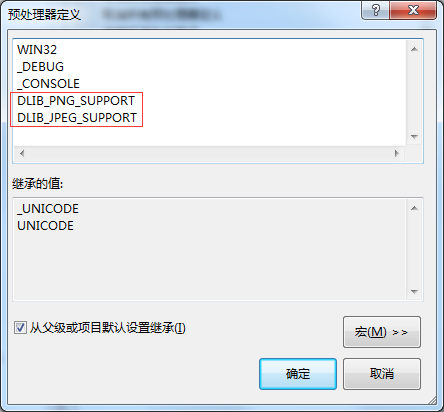 预处理器定义
WIN32
_DEBUG
_CONSOLE
DLIB_PNG_SUPPORT
DLIB_JPEG_SUPPORT
继承的值:
_UNICODE
UNICODE
从父级或项目默认设置继承(I)
宏(M) >>
确定
取消